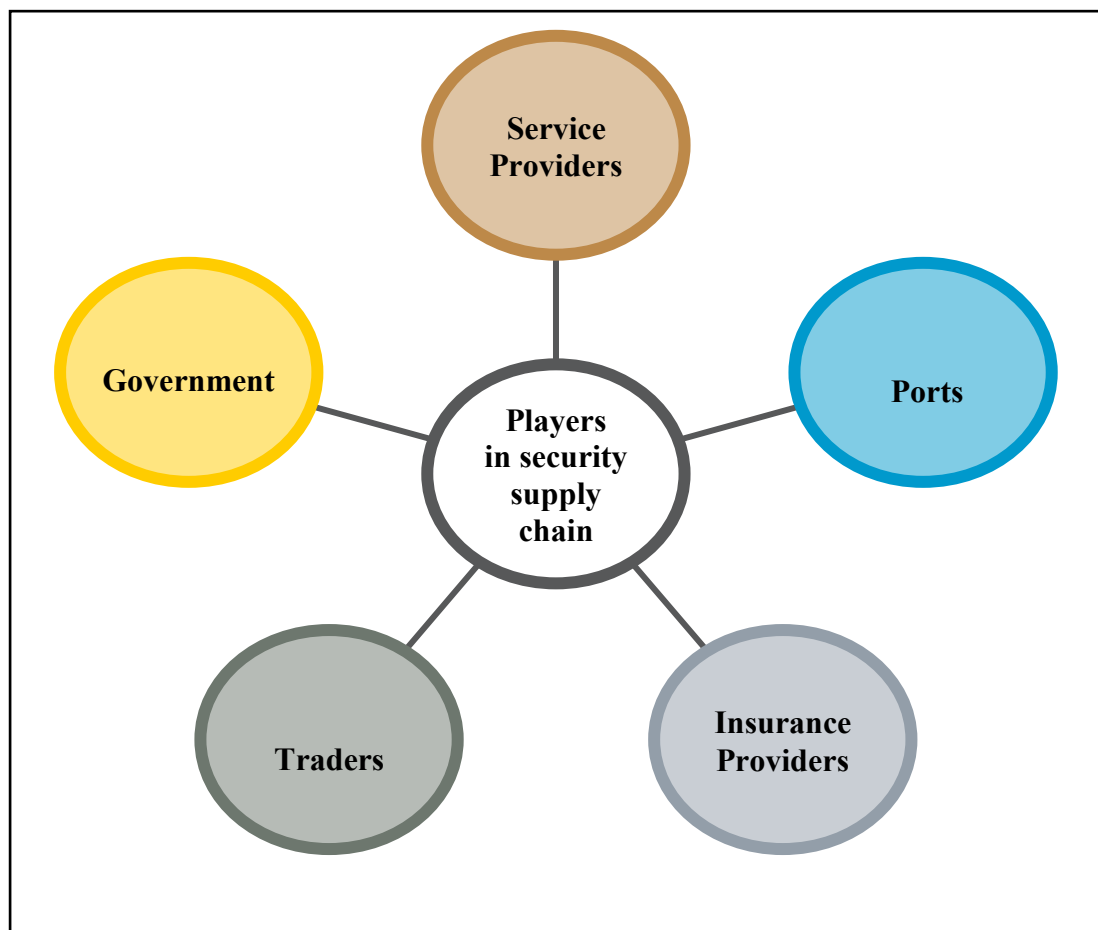 Service
Providers
Government
Ports
Players
in security
supply
chain
Traders
Insurance
Providers